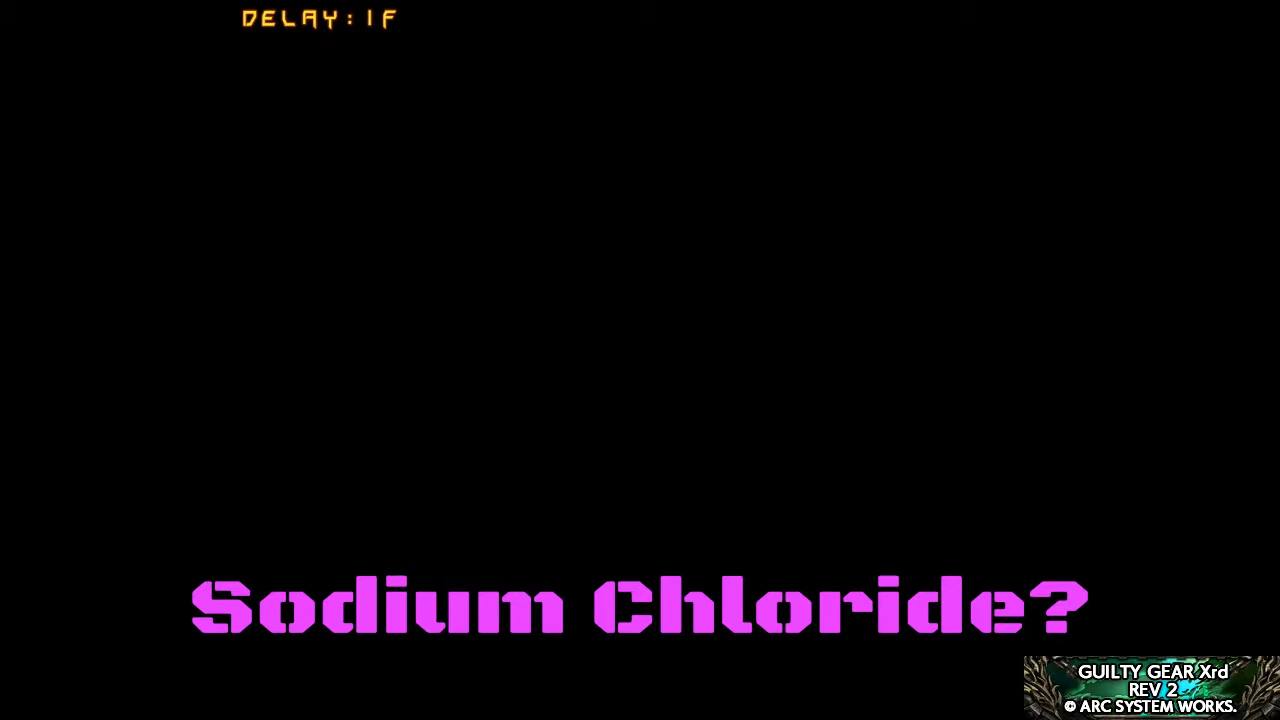 DELAY:1F
Sodium Chloride?
GUILTY GEAR Xrd
REV 2
© ARC SYSTEM WORKS.